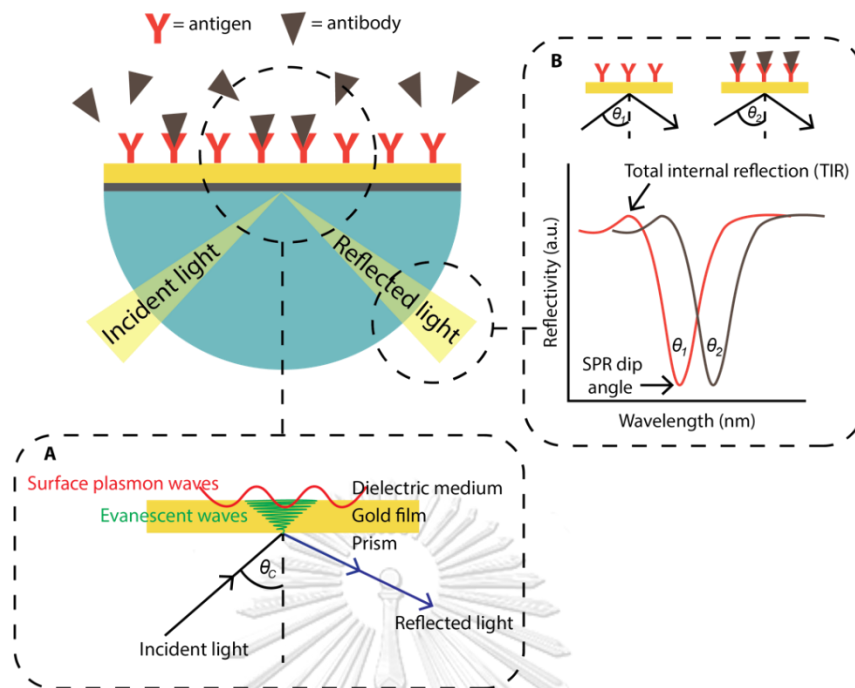 = antigen
= antibody
Incident light
Reflected light
B
θ1
θ2
Total internal reflection (TIR)
Reflectivity (a.u.)
θ1
θ2
SPR dip
angle
Wavelength (nm)
A
Surface plasmon waves
Dielectric medium
Evanescent waves
Gold film
Prism
θC
Reflected light
Incident light